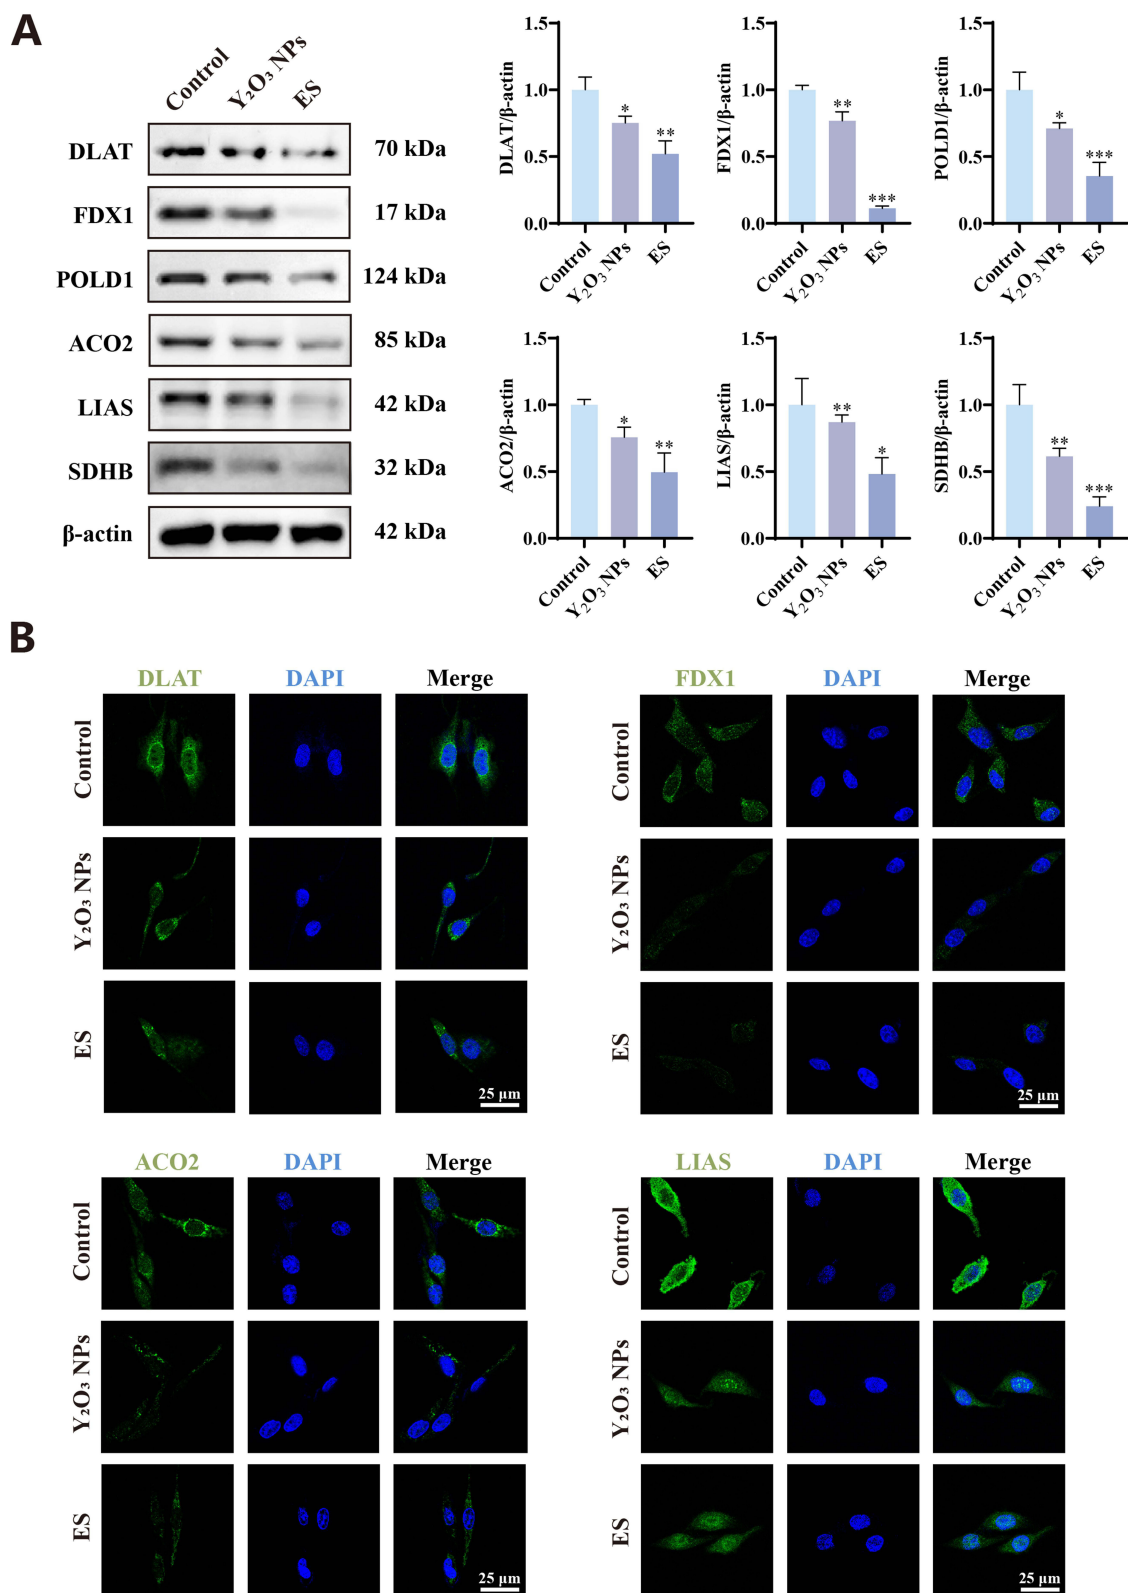 A
Control
Y₂O₃ NPs
ES
DLAT
70 kDa
FDX1
17 kDa
POLD1
124 kDa
ACO2
85 kDa
LIAS
42 kDa
SDHB
32 kDa
β-actin
42 kDa
DLAT/β-actin
1.5
1.0
0.5
0.0
*
**
Control
Y₂O₃ NPs
ES
FDX1/β-actin
1.5
1.0
0.5
0.0
**
***
Control
Y₂O₃ NPs
ES
POLD1/β-actin
1.5
1.0
0.5
0.0
*
***
Control
Y₂O₃ NPs
ES
ACO2/β-actin
1.5
1.0
0.5
0.0
*
**
Control
Y₂O₃ NPs
ES
LIAS/β-actin
1.5
1.0
0.5
0.0
**
*
Control
Y₂O₃ NPs
ES
SDHB/β-actin
1.5
1.0
0.5
0.0
**
***
Control
Y₂O₃ NPs
ES
B
DLAT DAPI Merge
Control
Y₂O₃ NPs
ES
25 μm
FDX1 DAPI Merge
Control
Y₂O₃ NPs
ES
25 μm
ACO2 DAPI Merge
Control
Y₂O₃ NPs
ES
25 μm
LIAS DAPI Merge
Control
Y₂O₃ NPs
ES
25 μm